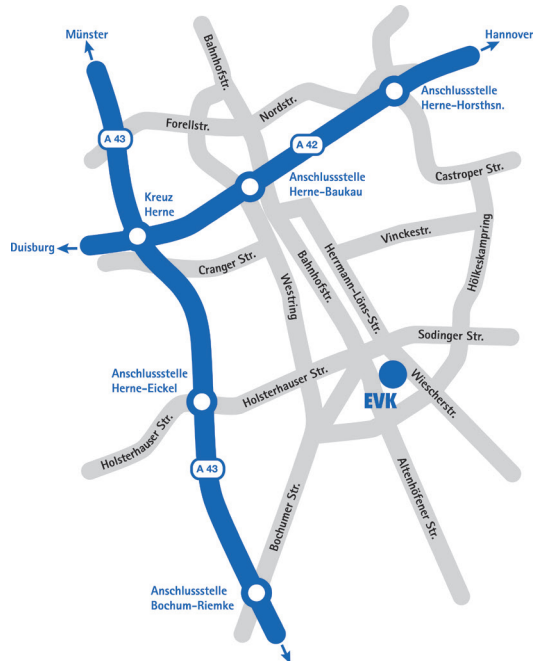 Münster
Hannover
Bahnhofstr.
Anschlussstelle
Herne-Horsthsn.
Nordstr.
Forellstr.
A 43
A 42
Castroper Str.
Anschlussstelle
Herne-Baukau
Kreuz
Herne
Duisburg
Cranger Str.
Vinckestr.
Hölkeskampring
Herrmann-Löns-Str.
Bahnhofstr.
Westring
Sodinger Str.
Anschlussstelle
Herne-Eickel
Holsterhauser Str.
EVK
Wiescherstr.
Holsterhauser Str.
A 43
Altenhöfener Str.
Bochumer Str.
Anschlussstelle
Bochum-Riemke